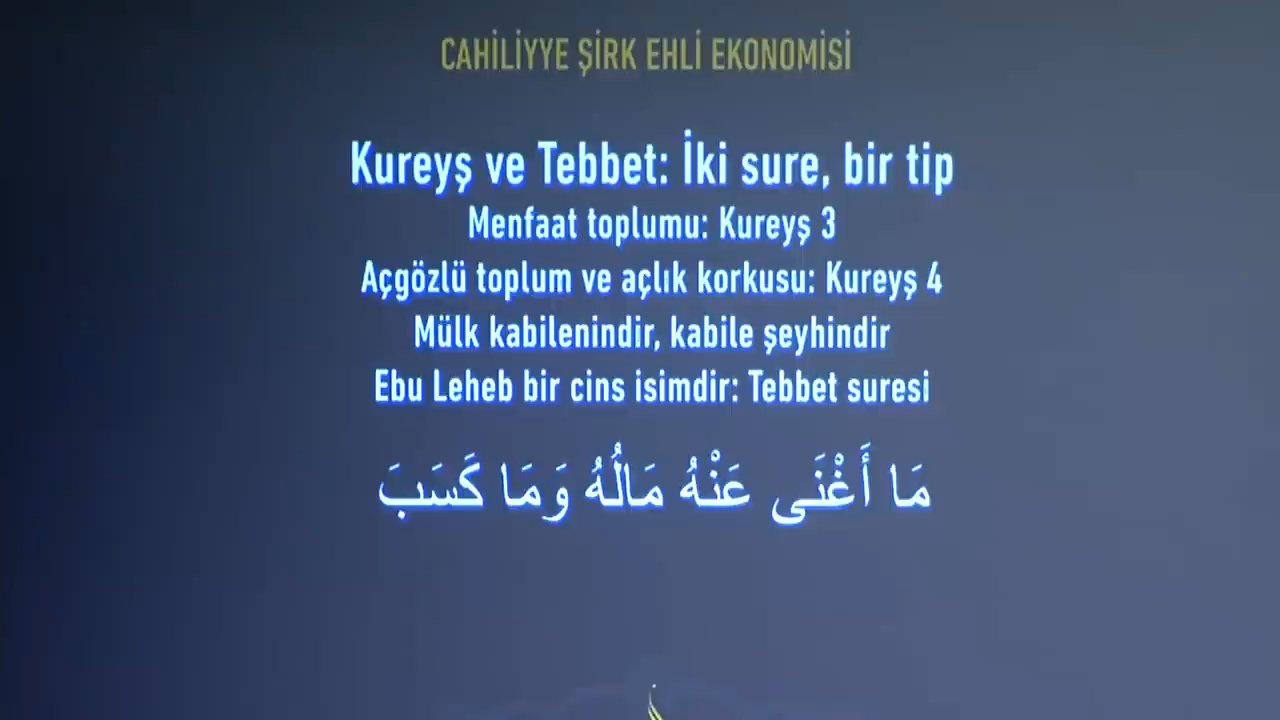 CAHİLİYYE ŞİRK EHLİ EKONOMİSİ
Kureyş ve Tebbet: İki sure, bir tip
Menfaat toplumu: Kureyş 3
Açgözlü toplum ve açlık korkusu: Kureyş 4
Mülk kabilenindir, kabile şeyhindir
Ebu Leheb bir cins isimdir: Tebbet suresi
مَا أَغْنَى عَنْهُ مَالُهُ وَمَا كَسَبَ